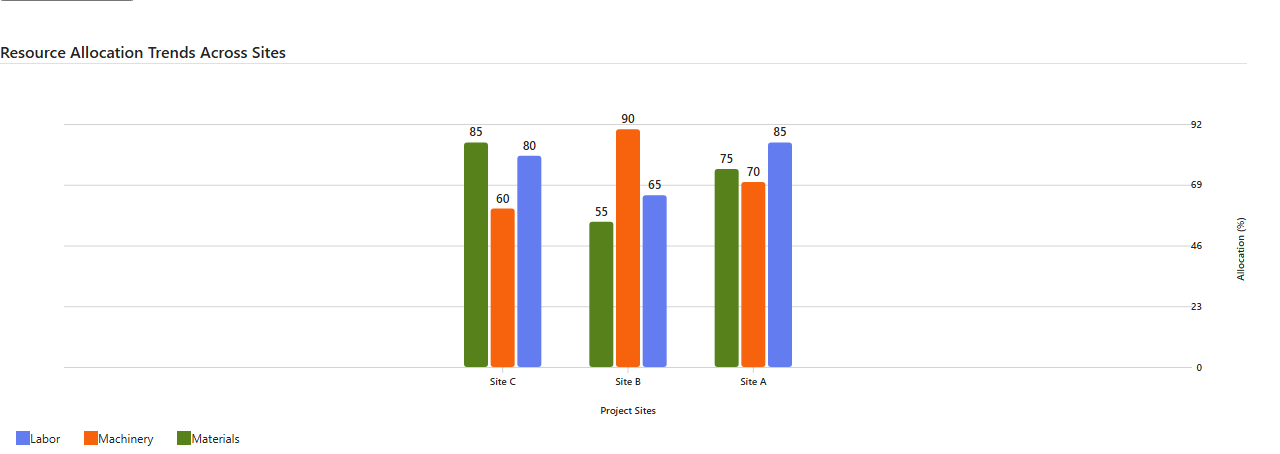 Resource Allocation Trends Across Sites
85
60
80
55
90
65
75
70
85
92
69
46
23
0
Allocation (%)
Site C
Site B
Site A
Project Sites
Labor
Machinery
Materials